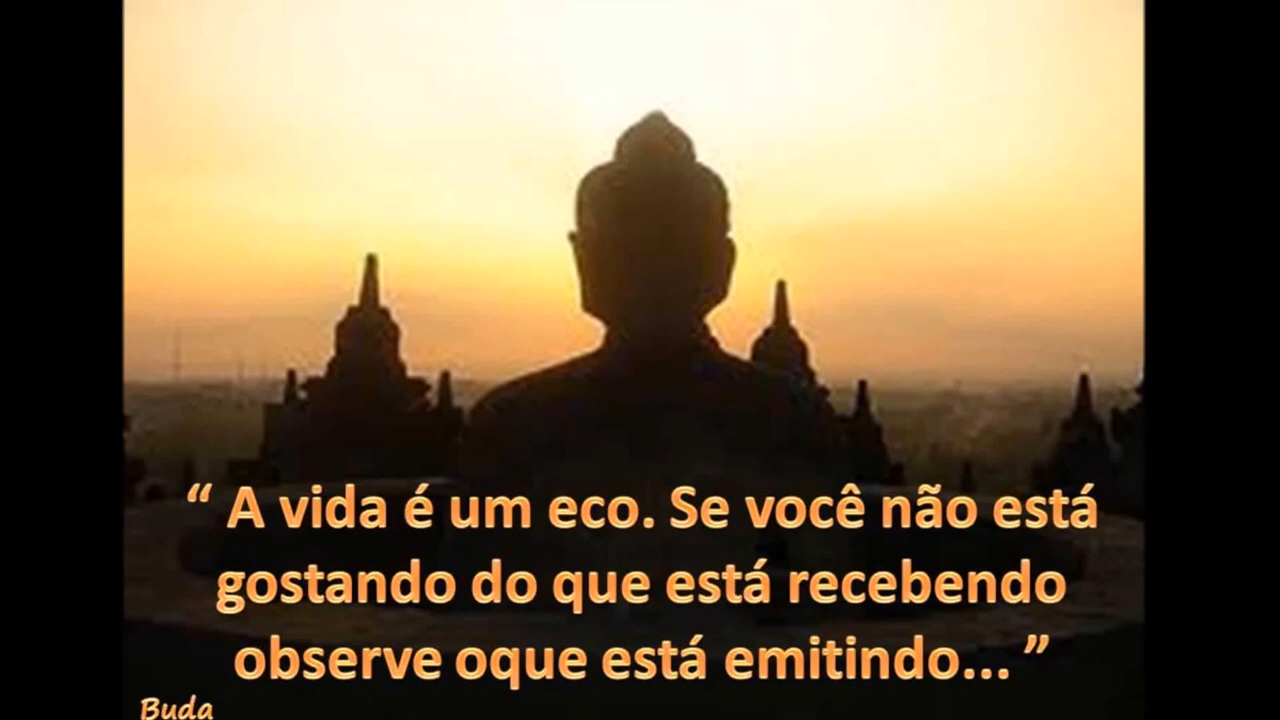 “ A vida é um eco. Se você não está
gostando do que está recebendo
observe oque está emitindo... ”
Buda